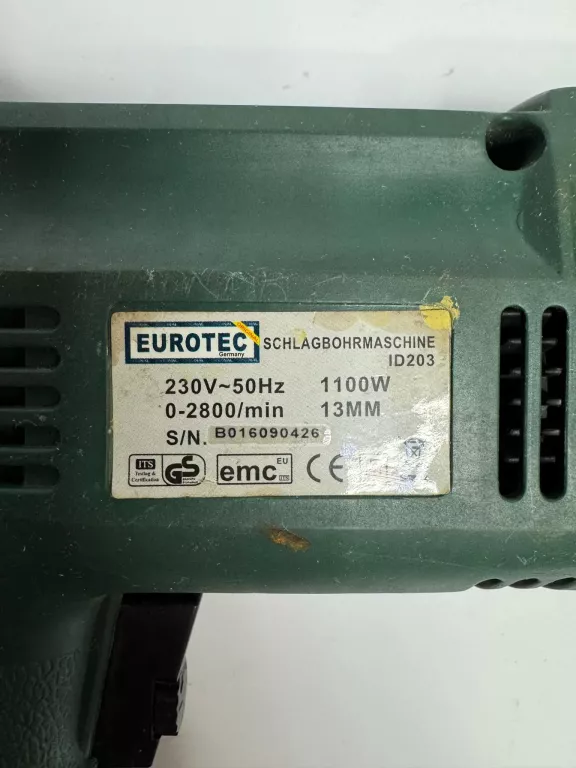 EUROTEC
Germany
SCHLAGBOHRMASCHINE
ID203
230V~50Hz 1100W
0-2800/min 13MM
S/N. B016090426
ITS
Testing &
Certification
GS
emc
EU
ITS
CE